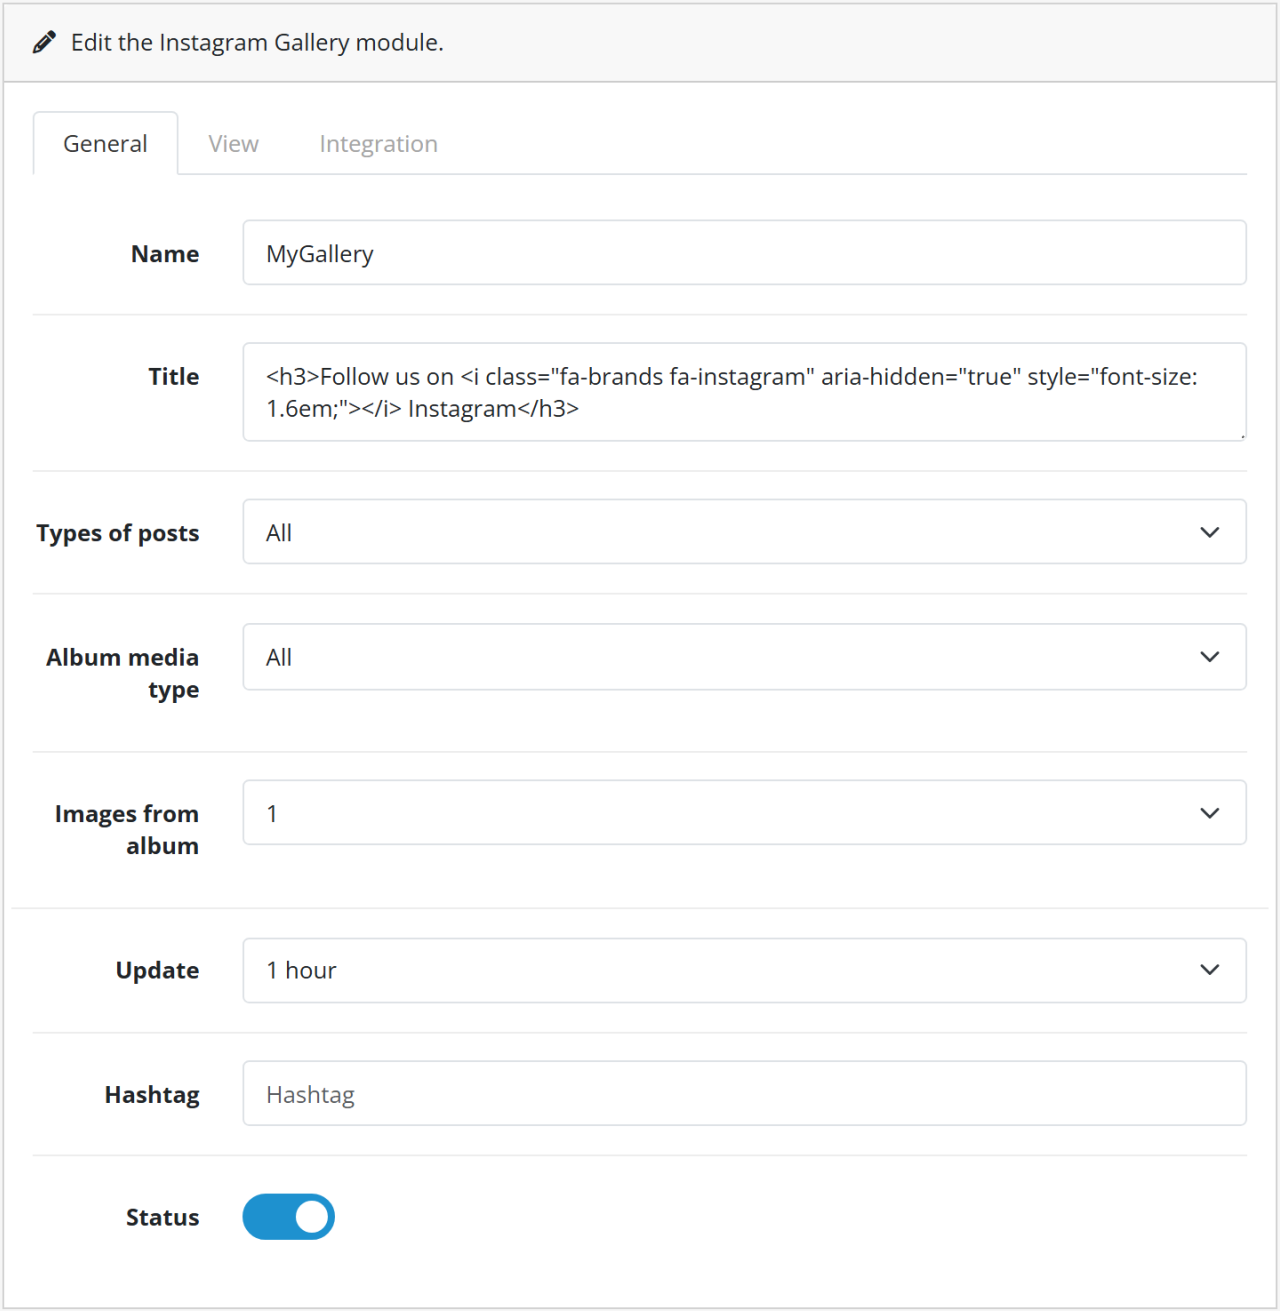 Edit the Instagram Gallery module.
General View Integration
Name MyGallery
Title <h3>Follow us on <i class="fa-brands fa-instagram" aria-hidden="true" style="font-size:
1.6em;"></i> Instagram</h3>
Types of posts All
Album media All
type
Images from 1
album
Update 1 hour
Hashtag Hashtag
Status